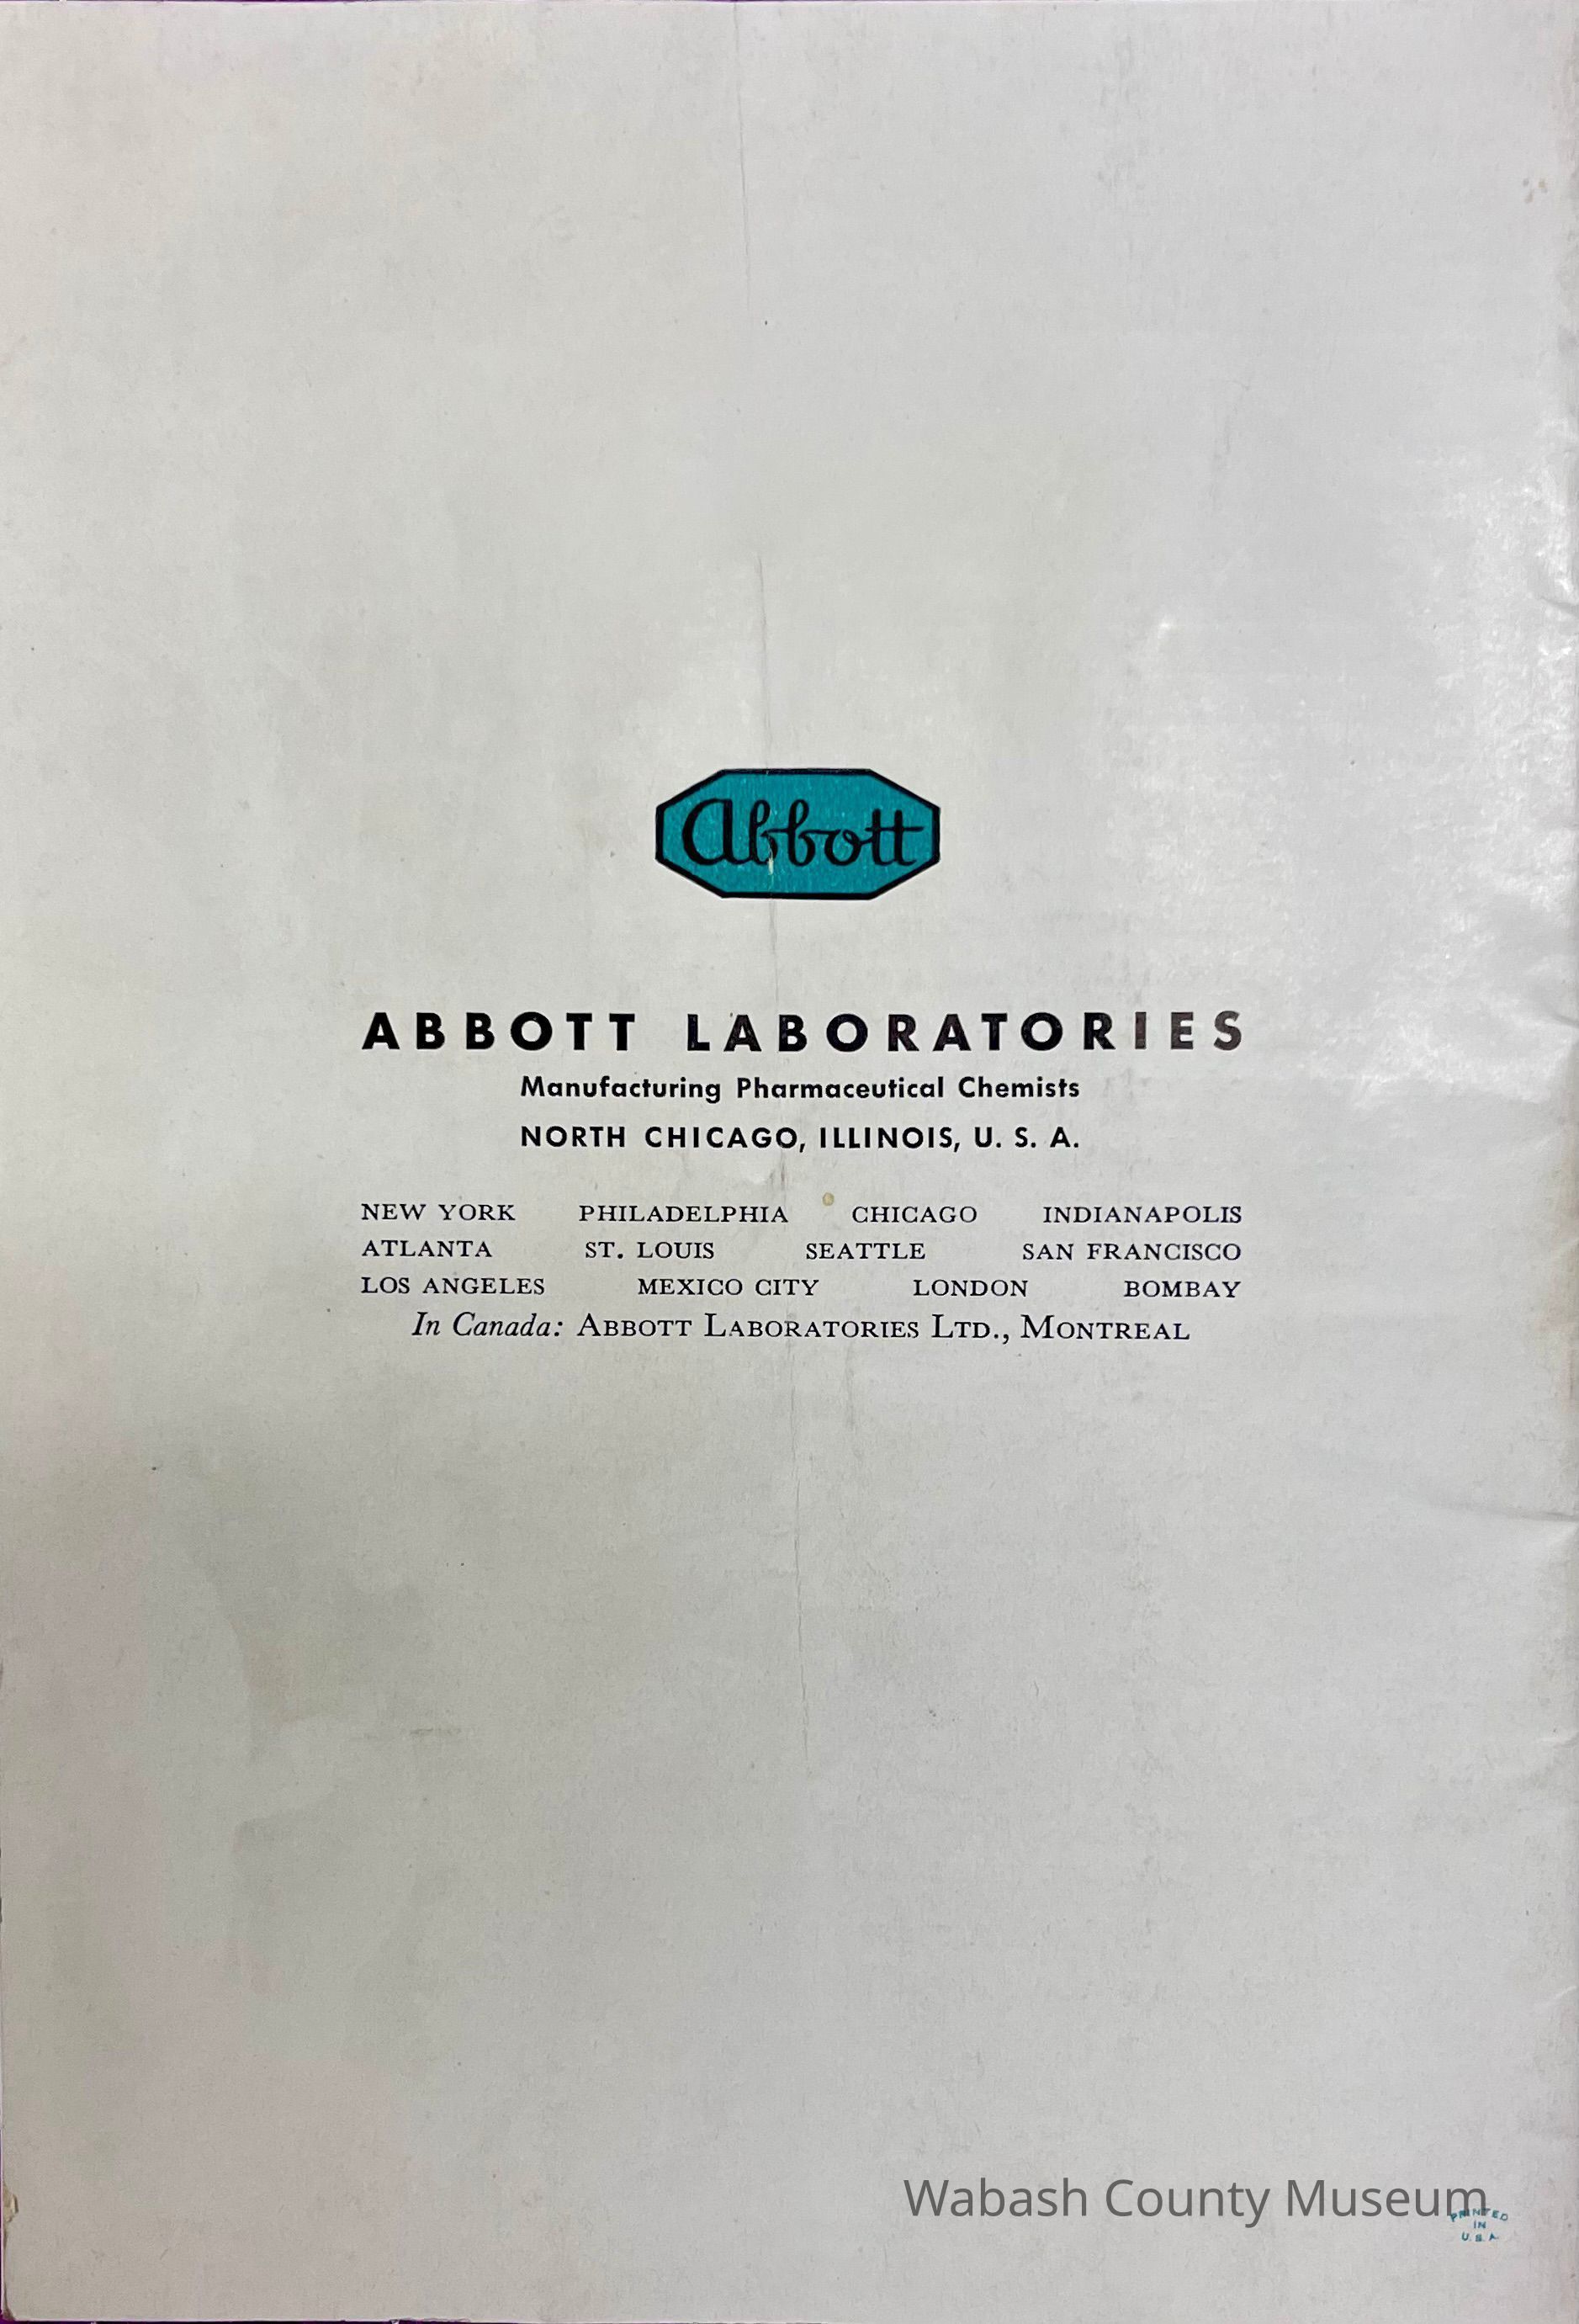 Abbott
ABBOTT LABORATORIES
Manufacturing Pharmaceutical Chemists
NORTH CHICAGO, ILLINOIS, U. S. A.
NEW YORK PHILADELPHIA CHICAGO INDIANAPOLIS
ATLANTA ST. LOUIS SEATTLE SAN FRANCISCO
LOS ANGELES MEXICO CITY LONDON BOMBAY
In Canada: ABBOTT LABORATORIES LTD., MONTREAL
Wabash County Museum
PRINTED
IN
U.S.A